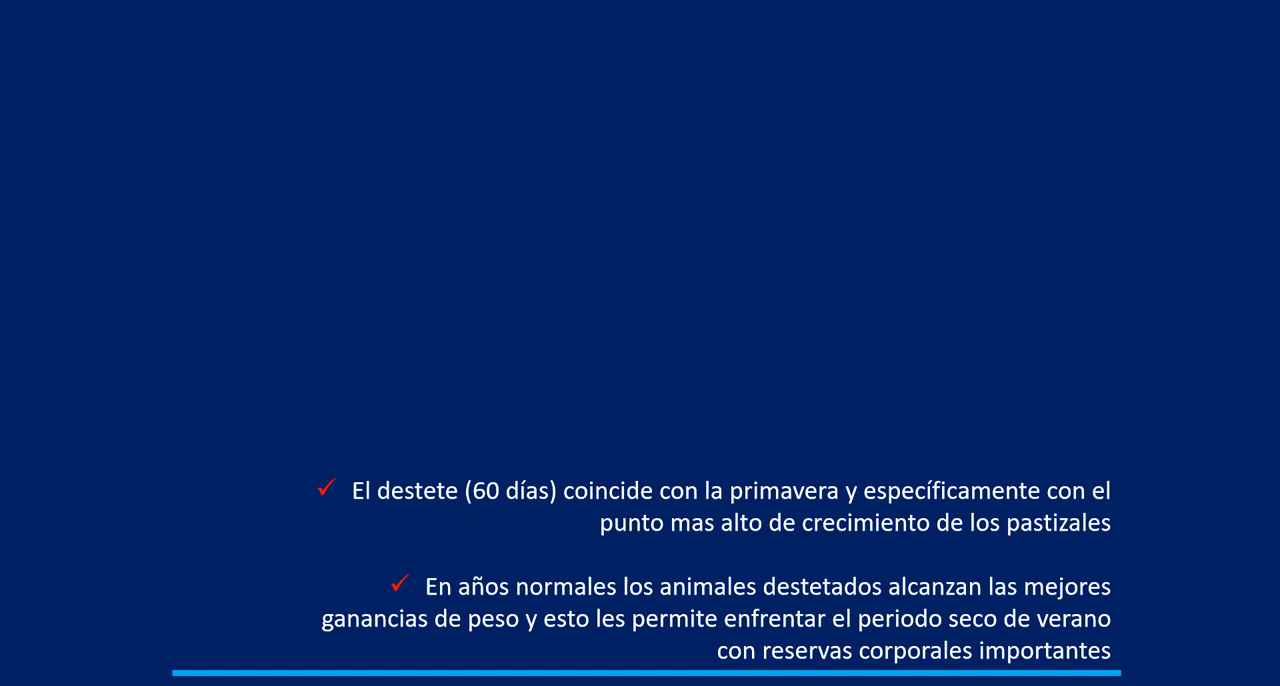 ✓ El destete (60 días) coincide con la primavera y específicamente con el
punto mas alto de crecimiento de los pastizales
✓ En años normales los animales destetados alcanzan las mejores
ganancias de peso y esto les permite enfrentar el periodo seco de verano
con reservas corporales importantes